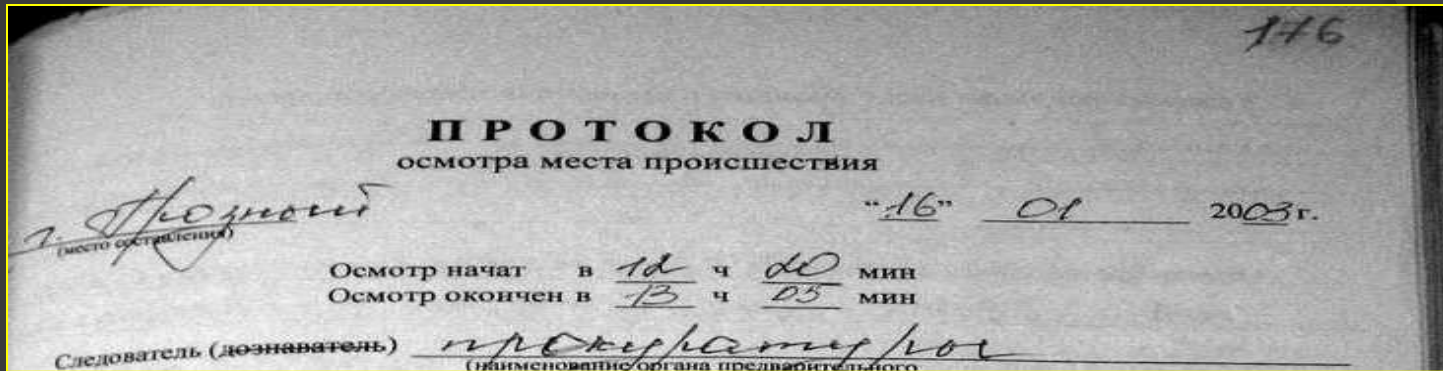 176
ПРОТОКОЛ
осмотра места происшествия
г. Грозный "16" 01 2003 г.
(место составления)
Осмотр начат в 12 ч 20 мин
Осмотр окончен в 13 ч 05 мин
Следователь (дознаватель) прокуратуры
(наименование органа предварительного